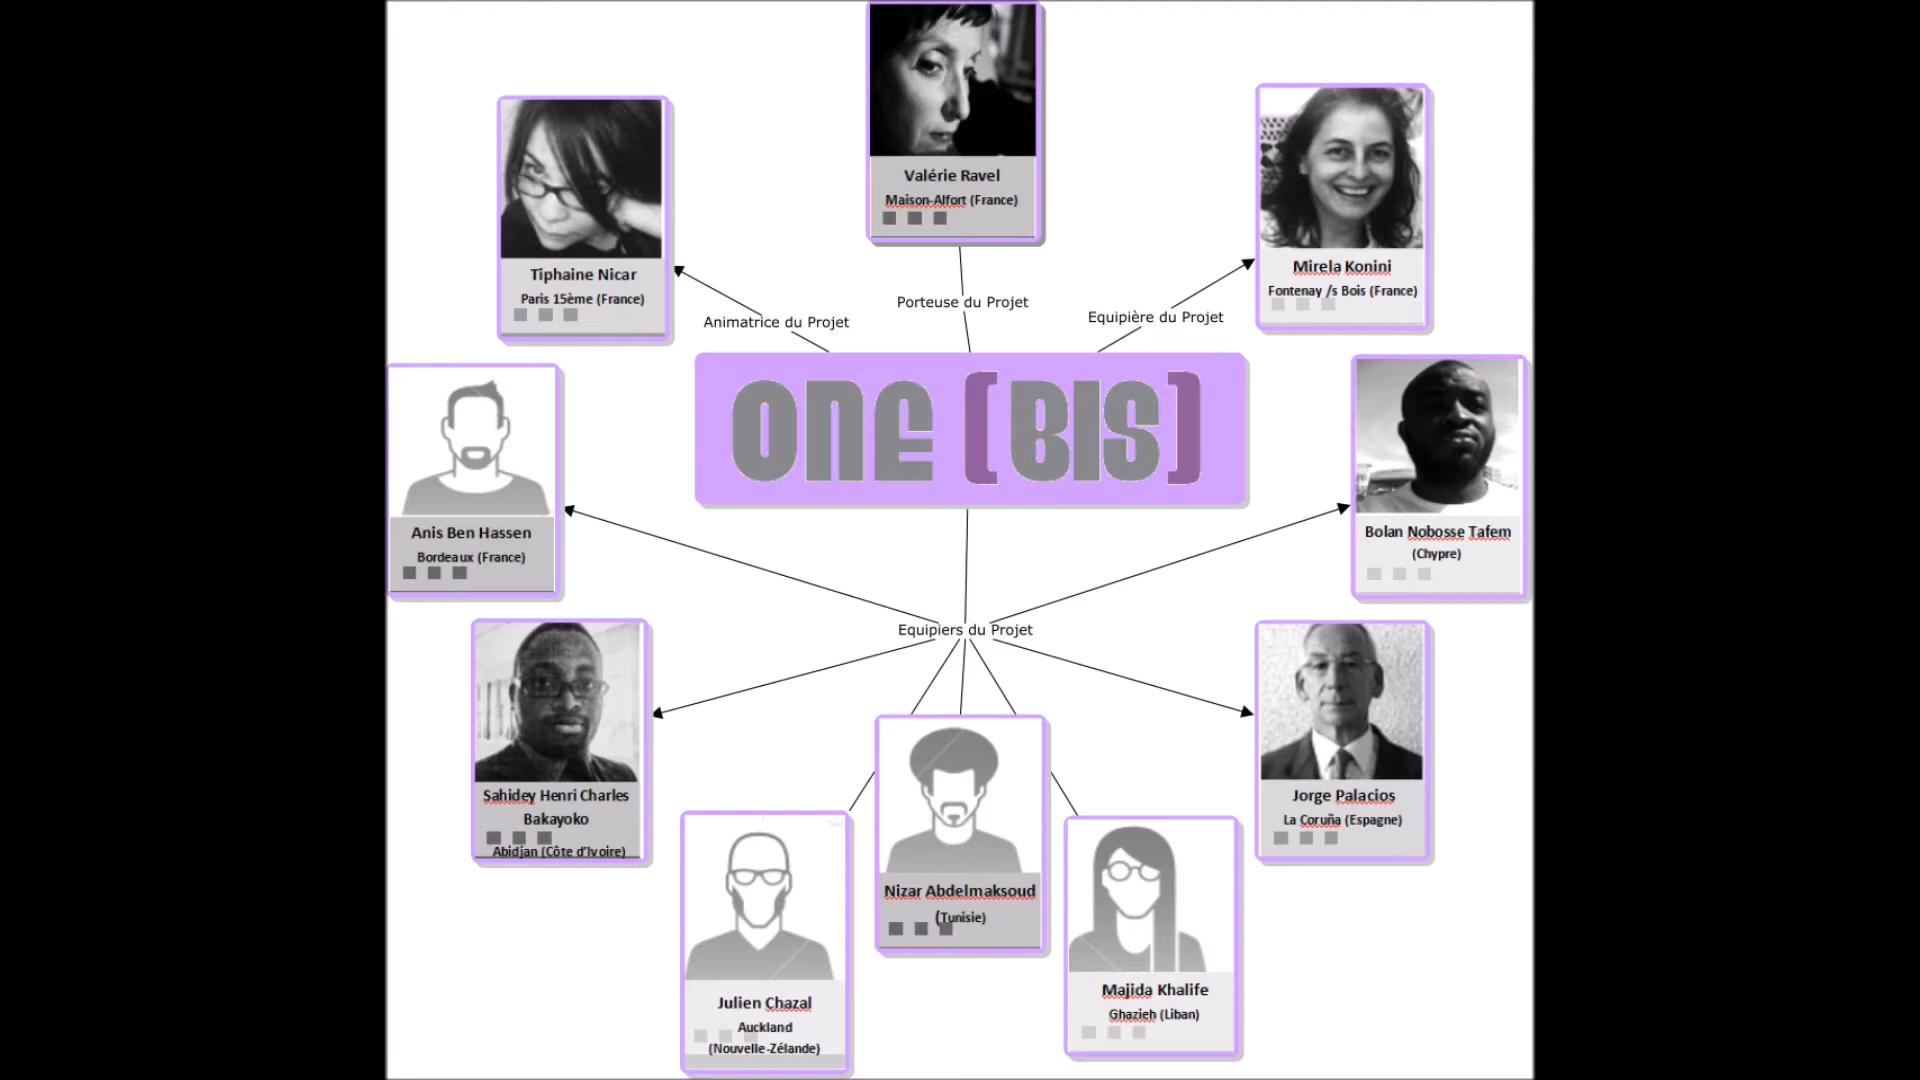 Valérie Ravel
Maison-Alfort (France)
Tiphaine Nicar
Paris 15ème (France)
Mirela Konini
Fontenay /s Bois (France)
Animatrice du Projet
Porteuse du Projet
Equipière du Projet
ONE (BIS)
Anis Ben Hassen
Bordeaux (France)
Bolan Nobosse Tafem
(Chypre)
Equipiers du Projet
Sahidey Henri Charles
Bakayoko
Abidjan (Côte d'Ivoire)
Jorge Palacios
La Coruña (Espagne)
Nizar Abdelmaksoud
(Tunisie)
Julien Chazal
Auckland
(Nouvelle-Zélande)
Majida Khalife
Ghazieh (Liban)